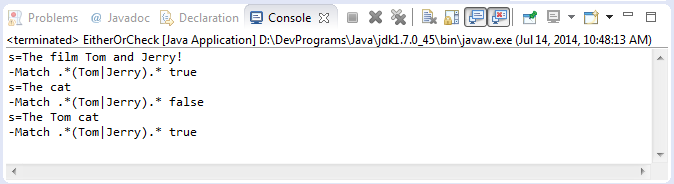 Problems @ Javadoc Declaration Console
<terminated> EitherOrCheck [Java Application] D:\DevPrograms\Java\jdk1.7.0_45\bin\javaw.exe (Jul 14, 2014, 10:48:13 AM)
s=The film Tom and Jerry!
-Match .*(Tom|Jerry).* true
s=The cat
-Match .*(Tom|Jerry).* false
s=The Tom cat
-Match .*(Tom|Jerry).* true